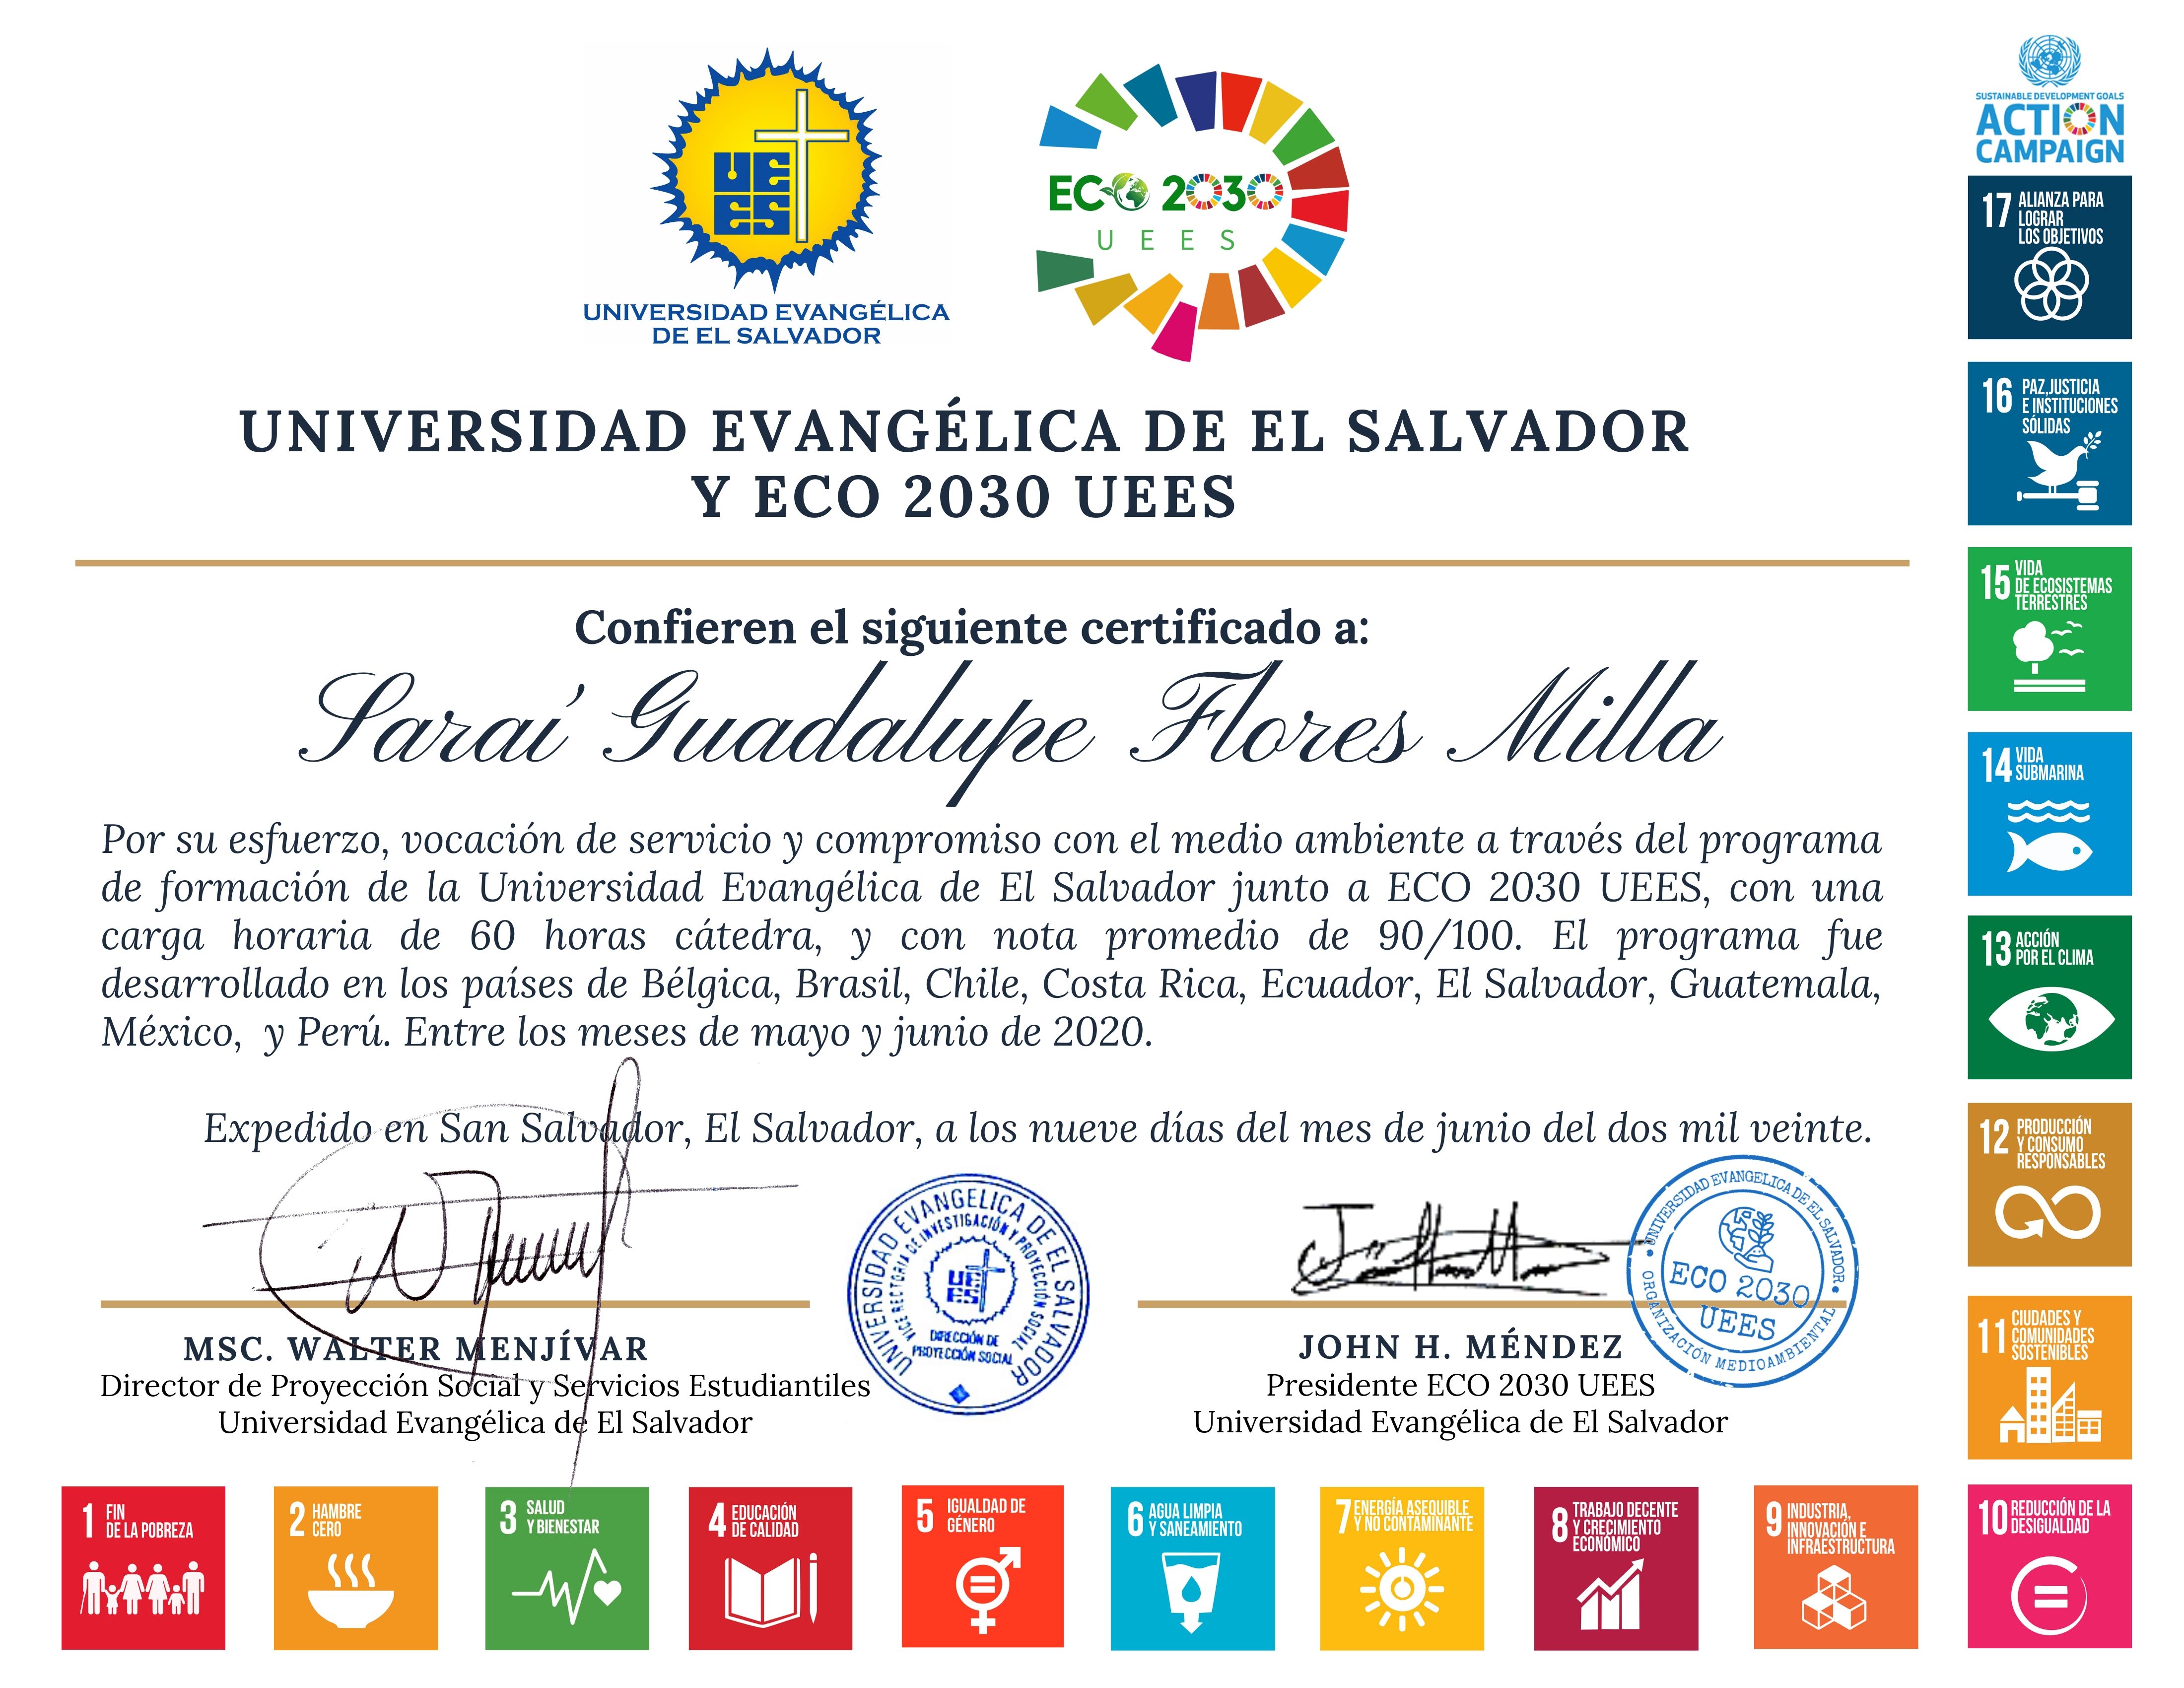 UE
ES
UNIVERSIDAD EVANGÉLICA
DE EL SALVADOR
ECO 2030
UEES
SUSTAINABLE DEVELOPMENT GOALS
ACTION
CAMPAIGN
UNIVERSIDAD EVANGÉLICA DE EL SALVADOR
Y ECO 2030 UEES
Confieren el siguiente certificado a:
Saraí Guadalupe Flores Milla
Por su esfuerzo, vocación de servicio y compromiso con el medio ambiente a través del programa
de formación de la Universidad Evangélica de El Salvador junto a ECO 2030 UEES, con una
carga horaria de 60 horas cátedra, y con nota promedio de 90/100. El programa fue
desarrollado en los países de Bélgica, Brasil, Chile, Costa Rica, Ecuador, El Salvador, Guatemala,
México, y Perú. Entre los meses de mayo y junio de 2020.
Expedido en San Salvador, El Salvador, a los nueve días del mes de junio del dos mil veinte.
UNIVERSIDAD EVANGELICA DE EL SALVADOR
VICERRECTORIA DE INVESTIGACIÓN Y PROYECCIÓN SOCIAL
UE
ES
DIRECCIÓN DE
PROYECCIÓN SOCIAL
UNIVERSIDAD EVANGELICA DE EL SALVADOR
ECO 2030
UEES
ORGANIZACIÓN MEDIOAMBIENTAL
MSC. WALTER MENJÍVAR
Director de Proyección Social y Servicios Estudiantiles
Universidad Evangélica de El Salvador
JOHN H. MÉNDEZ
Presidente ECO 2030 UEES
Universidad Evangélica de El Salvador
17 ALIANZA PARA
LOGRAR
LOS OBJETIVOS
16 PAZ,JUSTICIA
E INSTITUCIONES
SÓLIDAS
15 VIDA
DE ECOSISTEMAS
TERRESTRES
14 VIDA
SUBMARINA
13 ACCIÓN
POR EL CLIMA
12 PRODUCCIÓN
Y CONSUMO
RESPONSABLES
11 CIUDADES Y
COMUNIDADES
SOSTENIBLES
10 REDUCCIÓN DE LA
DESIGUALDAD
1 FIN
DE LA POBREZA
2 HAMBRE
CERO
3 SALUD
Y BIENESTAR
4 EDUCACIÓN
DE CALIDAD
5 IGUALDAD DE
GÉNERO
6 AGUA LIMPIA
Y SANEAMIENTO
7 ENERGÍA ASEQUIBLE
Y NO CONTAMINANTE
8 TRABAJO DECENTE
Y CRECIMIENTO
ECONÓMICO
9 INDUSTRIA,
INNOVACIÓN E
INFRAESTRUCTURA